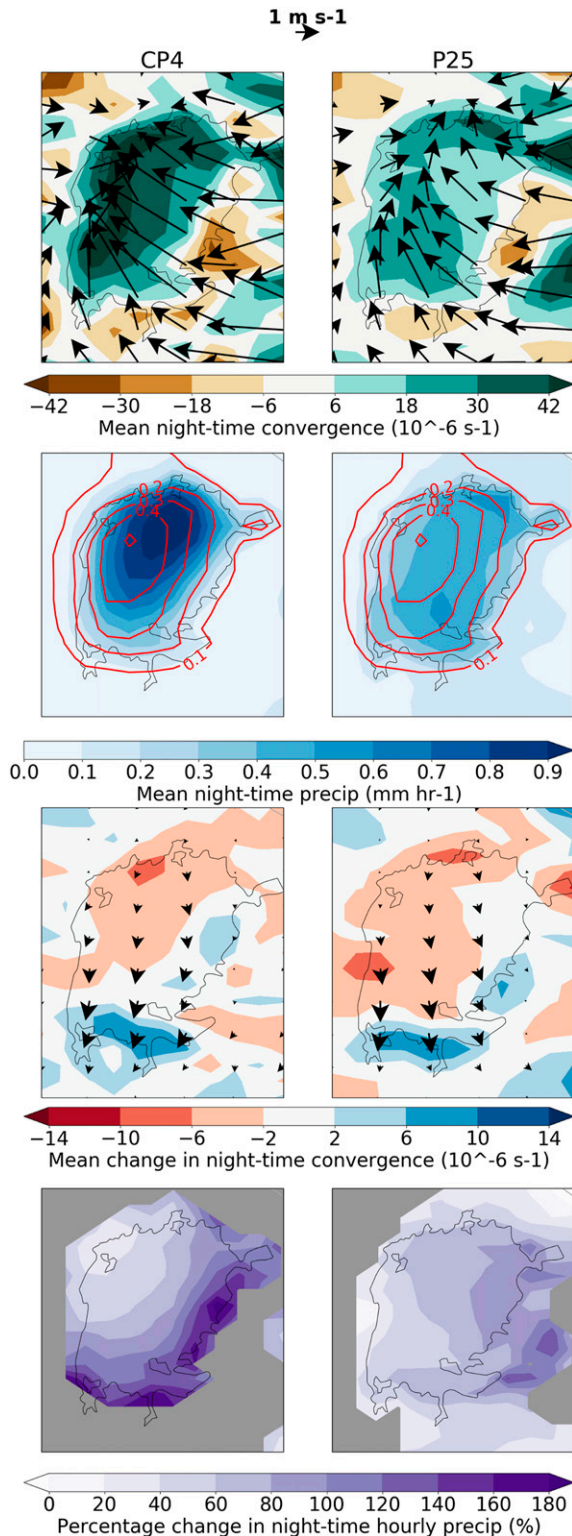 1 m s-1
CP4 P25
−42 −30 −18 −6 6 18 30 42
Mean night-time convergence (10^-6 s-1)
0.2 0.2
0.3 0.3
0.4 0.4
0.1 0.1
0.0 0.1 0.2 0.3 0.4 0.5 0.6 0.7 0.8 0.9
Mean night-time precip (mm hr-1)
−14 −10 −6 −2 2 6 10 14
Mean change in night-time convergence (10^-6 s-1)
0 20 40 60 80 100 120 140 160 180
Percentage change in night-time hourly precip (%)